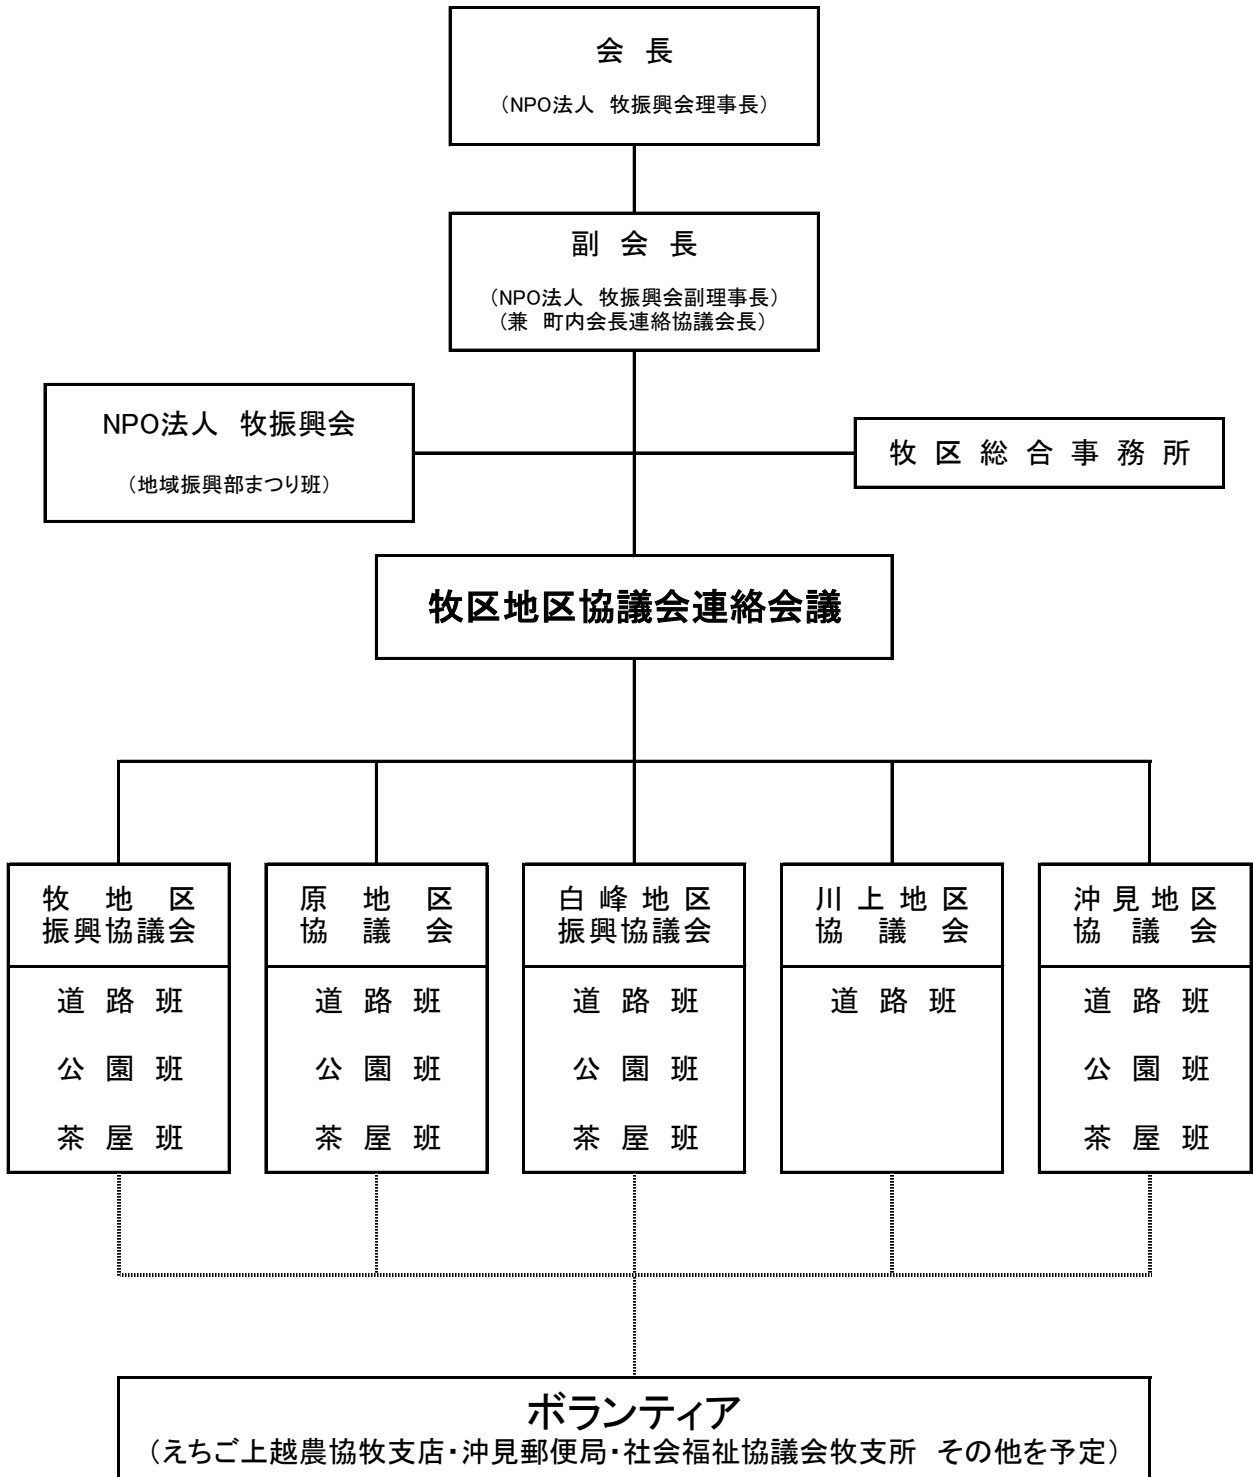 会 長
（NPO法人 牧振興会理事長）
副 会 長
（NPO法人 牧振興会副理事長）
（兼 町内会長連絡協議会長）
NPO法人 牧振興会
（地域振興部まつり班）
牧 区 総 合 事 務 所
牧区地区協議会連絡会議
牧 地 区
振興協議会
道 路 班
公 園 班
茶 屋 班
原 地 区
協 議 会
道 路 班
公 園 班
茶 屋 班
白 峰 地 区
振興協議会
道 路 班
公 園 班
茶 屋 班
川 上 地 区
協 議 会
道 路 班
沖 見 地 区
協 議 会
道 路 班
公 園 班
茶 屋 班
ボランティア
（えちご上越農協牧支店・沖見郵便局・社会福祉協議会牧支所 その他を予定）